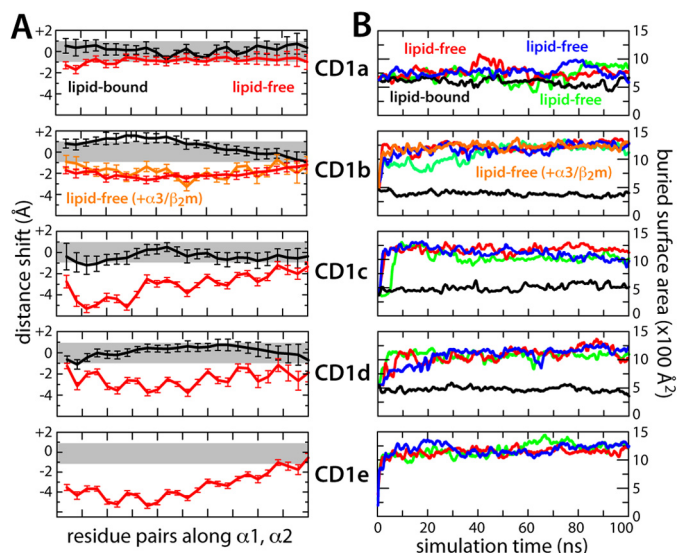 A
B
distance shift (Å)
+2
0
-2
-4
lipid-bound
lipid-free
CD1a
lipid-free
lipid-free
lipid-bound
lipid-free
15
10
5
0
+2
0
-2
-4
lipid-free (+α3/β2m)
CD1b
lipid-free (+α3/β2m)
15
10
5
0
+2
0
-2
-4
CD1c
15
10
5
0
+2
0
-2
-4
CD1d
15
10
5
0
+2
0
-2
-4
CD1e
15
10
5
0
0 20 40 60 80 100
residue pairs along α1, α2
simulation time (ns)
buried surface area (x100 Å2)